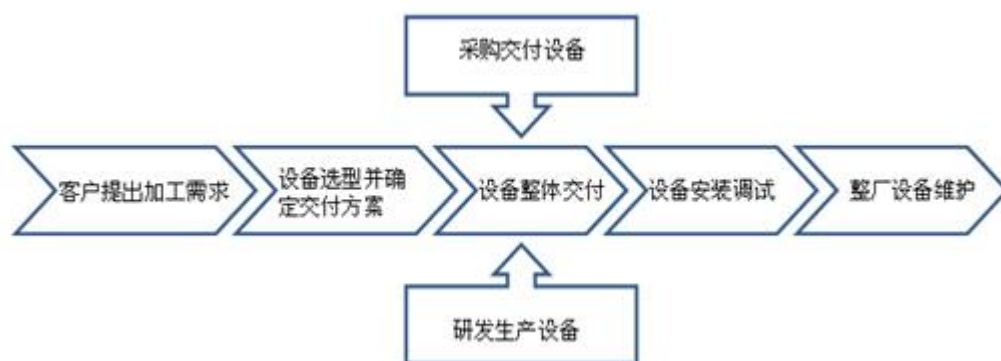 采购交付设备
客户提出加工需求
设备选型并确
定交付方案
设备整体交付
设备安装调试
整厂设备维护
研发生产设备